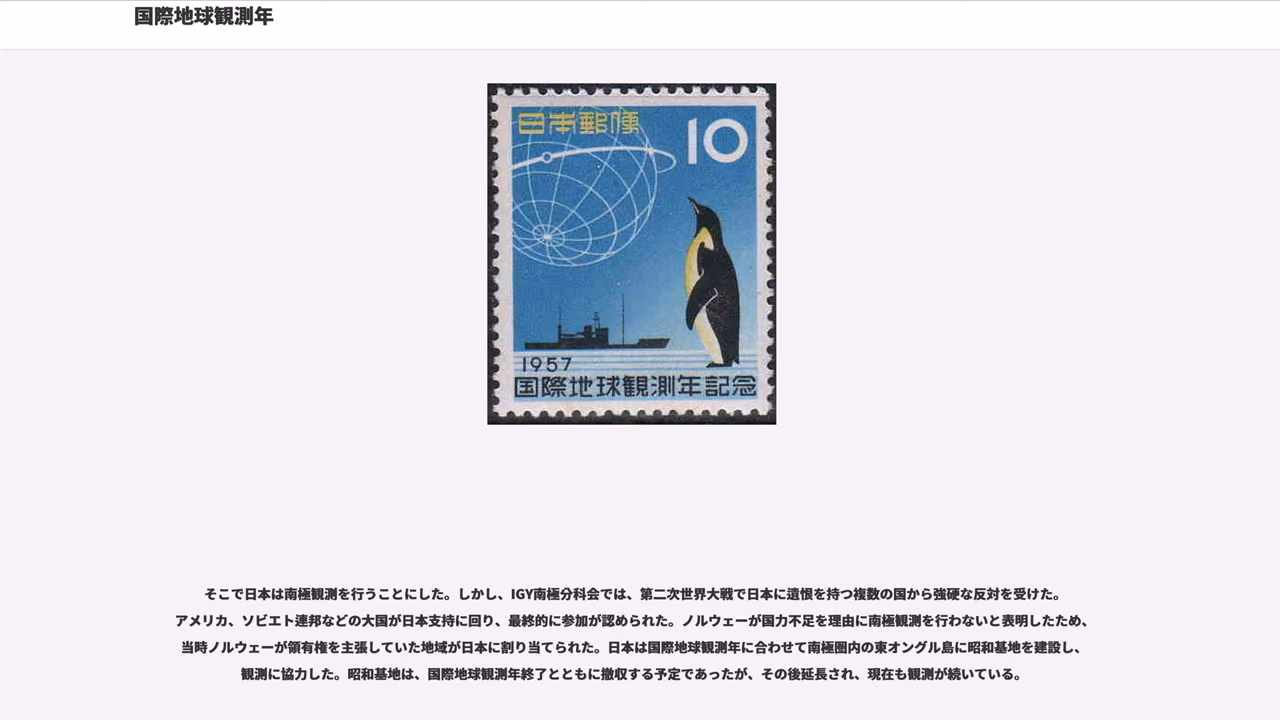 国際地球観測年
日本郵便
10
1957
国際地球観測年記念
そこで日本は南極観測を行うことにした。しかし、IGY南極分科会では、第二次世界大戦で日本に遺恨を持つ複数の国から強硬な反対を受けた。
アメリカ、ソビエト連邦などの大国が日本支持に回り、最終的に参加が認められた。ノルウェーが国力不足を理由に南極観測を行わないと表明したため、
当時ノルウェーが領有権を主張していた地域が日本に割り当てられた。日本は国際地球観測年に合わせて南極圏内の東オングル島に昭和基地を建設し、
観測に協力した。昭和基地は、国際地球観測年終了とともに撤収する予定であったが、その後延長され、現在も観測が続いている。